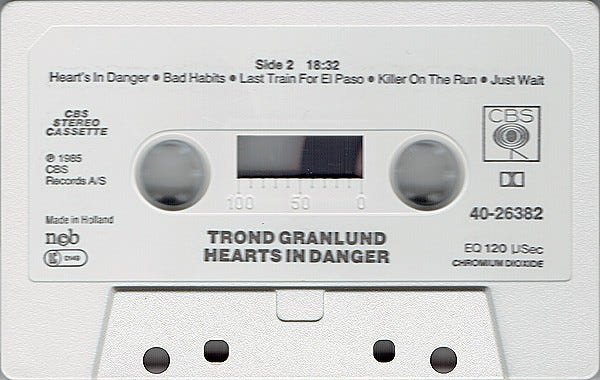 Side 2 18:32
Heart's In Danger • Bad Habits • Last Train For El Paso • Killer On The Run • Just Wait
CBS
STEREO
CASSETTE
℗ 1985
CBS
Records A/S
Made in Holland
ncb
CBS
100 50 0
40-26382
EQ 120 μSec
CHROMIUM DIOXIDE
TROND GRANLUND
HEARTS IN DANGER